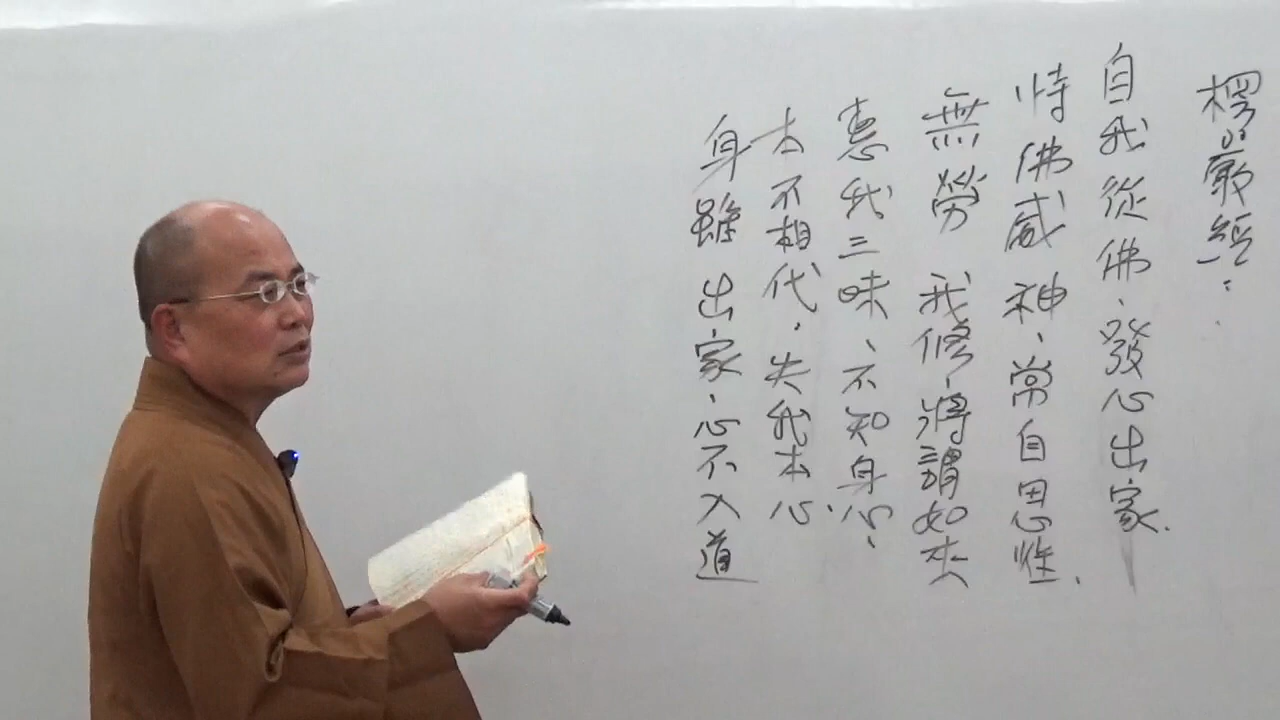 楞嚴經：
自我從佛、發心出家.
恃佛威神、常自思性.
無勞我修、將謂如來
惠我三昧、不知身心、
本不相代、失我本心.
身雖出家、心不入道